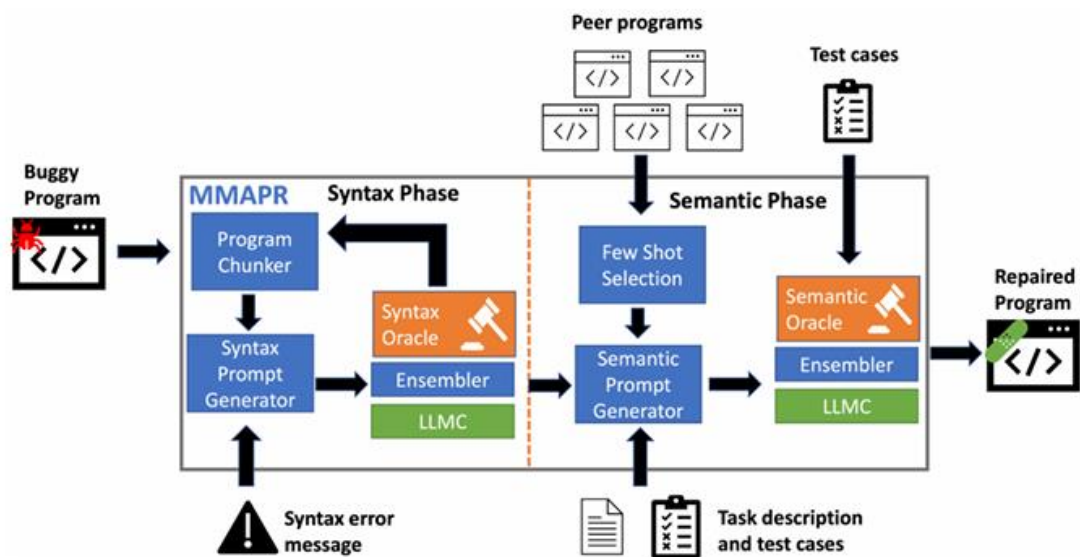 Peer programs
</>
</>
</>
</>
</>
Test cases
Buggy
Program
</>
MMAPR
Syntax Phase
Semantic Phase
Program
Chunker
Few Shot
Selection
Syntax
Oracle
Semantic
Oracle
Repaired
Program
</>
Syntax
Prompt
Generator
Ensembler
LLMC
Semantic
Prompt
Generator
Ensembler
LLMC
Syntax error
message
Task description
and test cases